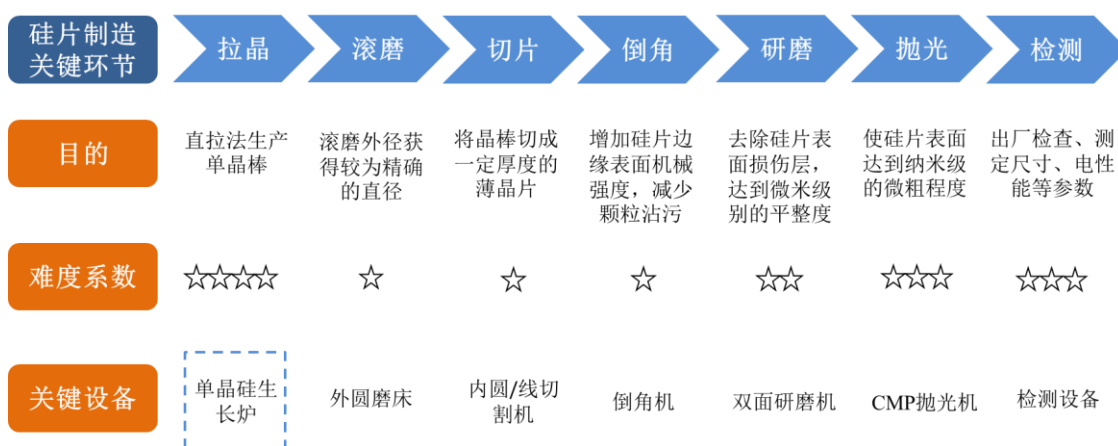 硅片制造
关键环节
拉晶
滚磨
切片
倒角
研磨
抛光
检测
目的
直拉法生产
单晶棒
滚磨外径获
得较为精确
的直径
将晶棒切成
一定厚度的
薄晶片
增加硅片边
缘表面机械
强度，减少
颗粒沾污
去除硅片表
面损伤层，
达到微米级
别的平整度
使硅片表面
达到纳米级
的微粗程度
出厂检查、测
定尺寸、电性
能等参数
难度系数
☆☆☆☆
☆
☆
☆
☆☆
☆☆☆
☆☆☆
关键设备
单晶硅生
长炉
外圆磨床
内圆/线切
割机
倒角机
双面研磨机
CMP抛光机
检测设备